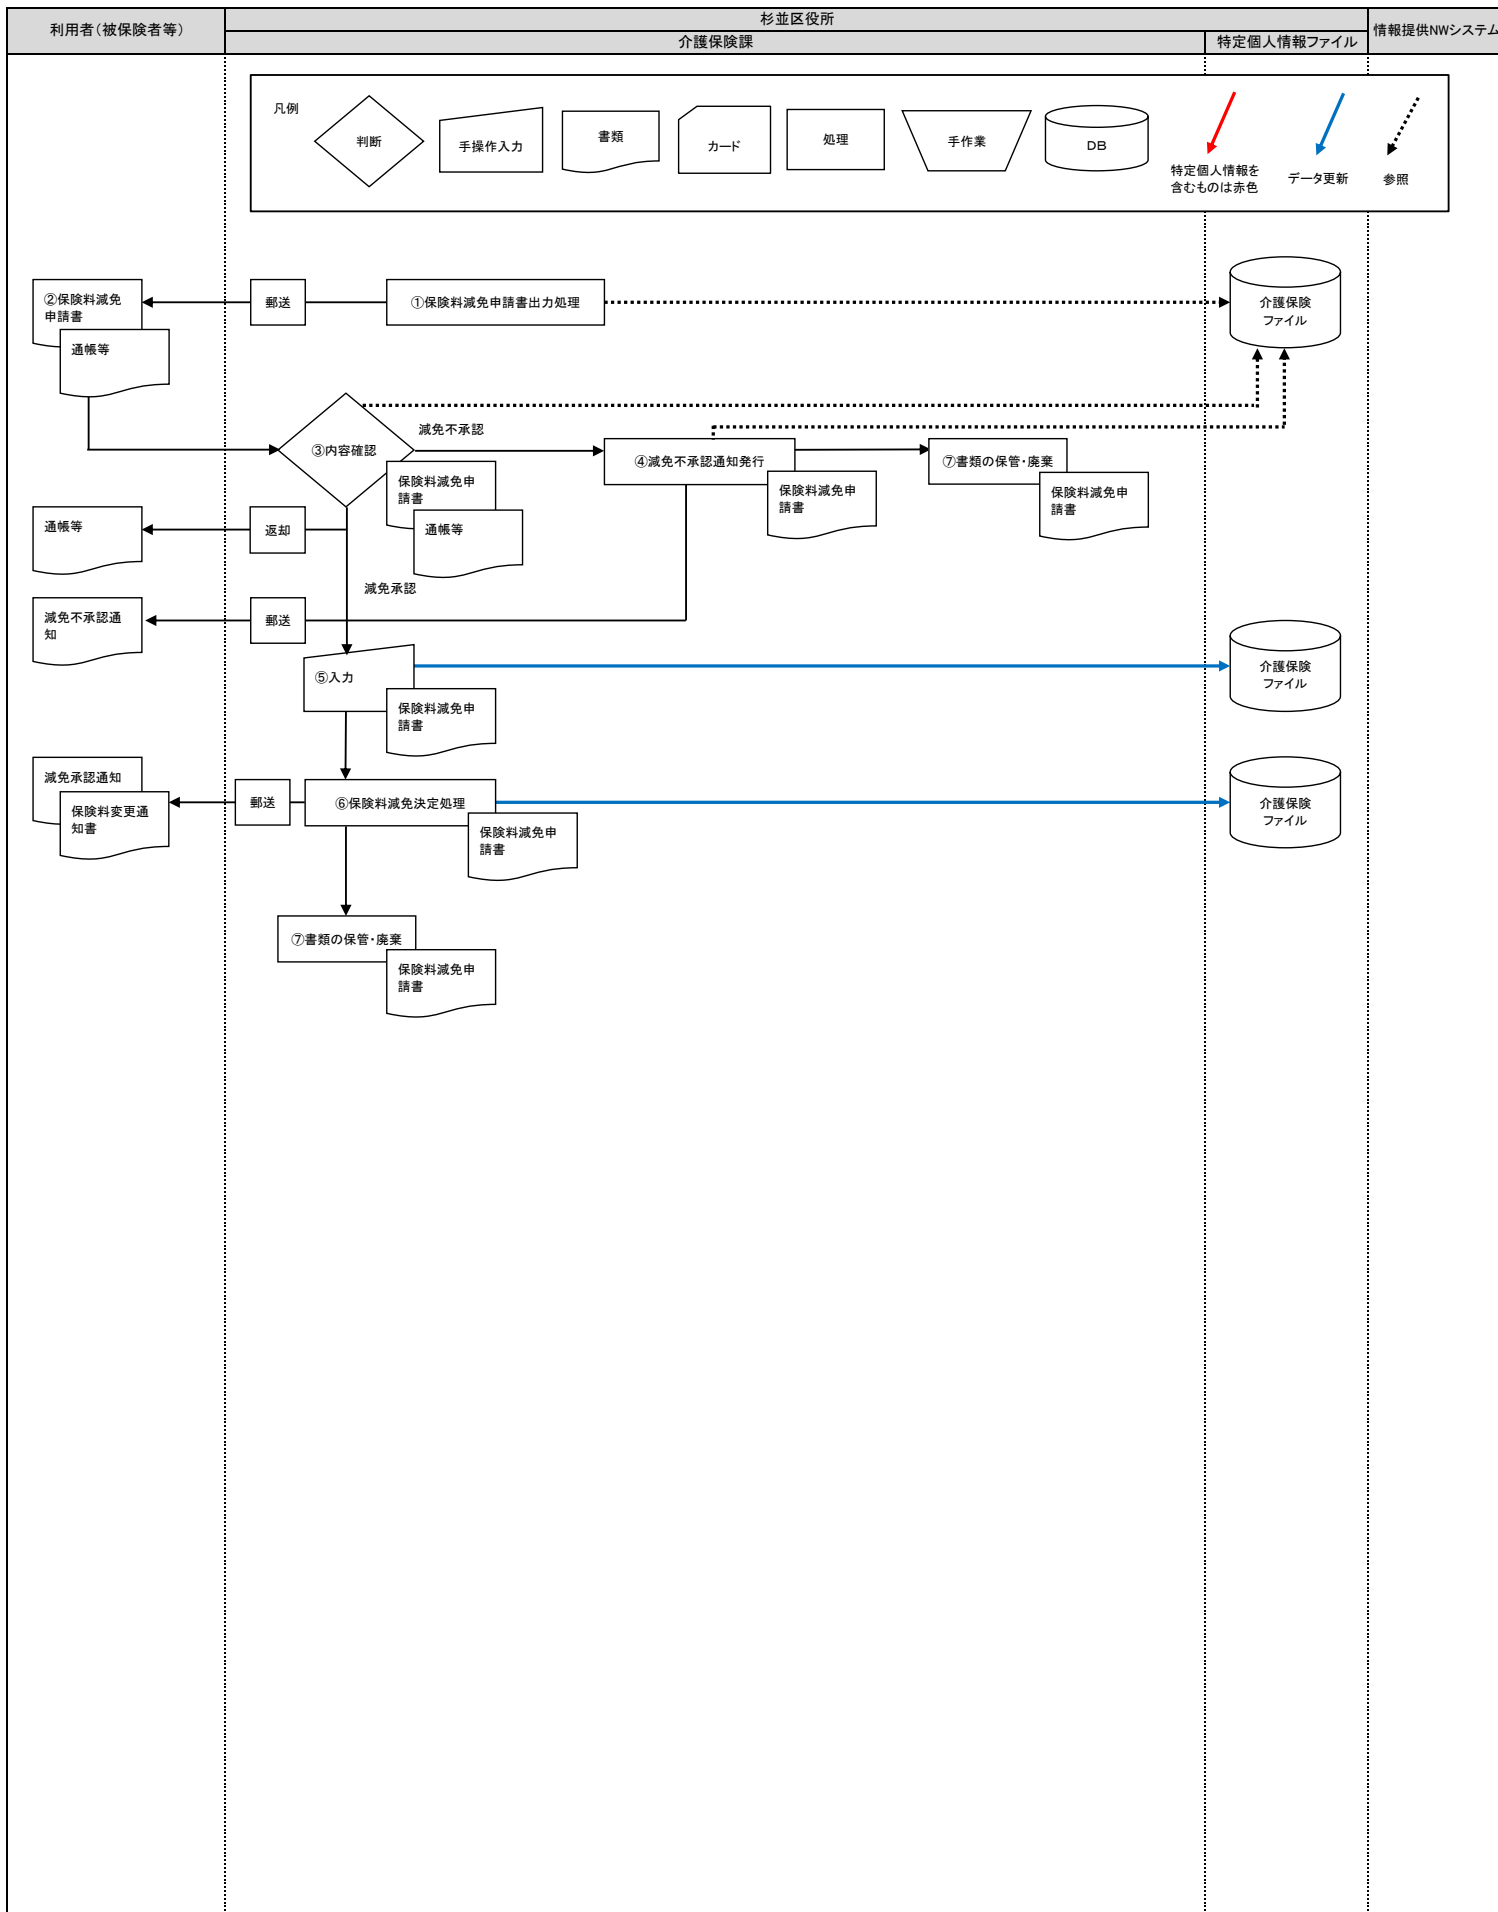 利用者（被保険者等）
杉並区役所
介護保険課
特定個人情報ファイル
情報提供NWシステム
凡例
判断
手操作入力
書類
カード
処理
手作業
DB
特定個人情報を
含むものは赤色
データ更新
参照
②保険料減免
申請書
通帳等
郵送
①保険料減免申請書出力処理
介護保険
ファイル
③内容確認
減免不承認
保険料減免申
請書
通帳等
④減免不承認通知発行
保険料減免申
請書
⑦書類の保管・廃棄
保険料減免申
請書
通帳等
返却
減免承認
減免不承認通
知
郵送
⑤入力
保険料減免申
請書
介護保険
ファイル
減免承認通知
保険料変更通
知書
郵送
⑥保険料減免決定処理
保険料減免申
請書
介護保険
ファイル
⑦書類の保管・廃棄
保険料減免申
請書